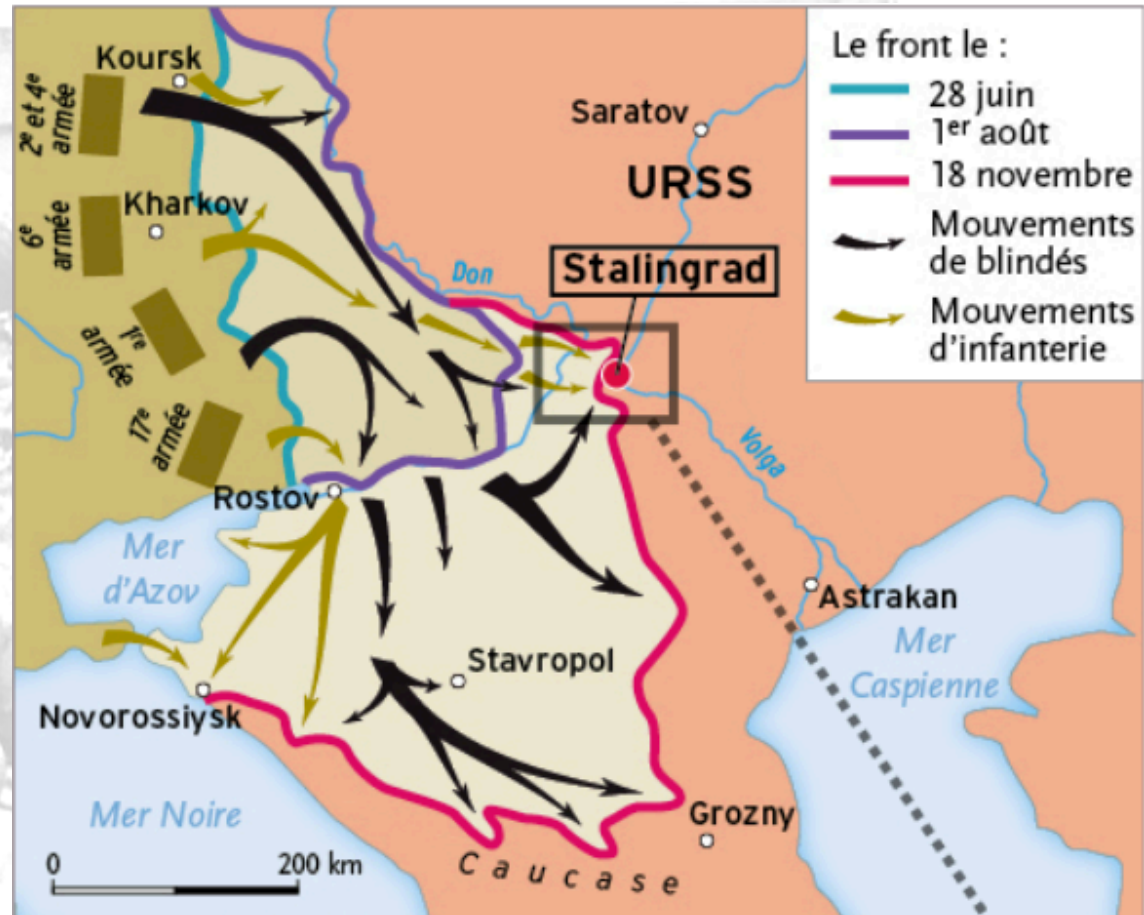 Le front le :
28 juin
1er août
18 novembre
Mouvements
de blindés
Mouvements
d'infanterie
Koursk
2e et 4e
armée
Saratov
URSS
Kharkov
6e
armée
Don
Stalingrad
1re
armée
17e
armée
Volga
Rostov
Mer
d'Azov
Astrakan
Mer
Caspienne
Stavropol
Novorossiysk
Mer Noire
Grozny
0
200 km
Caucase